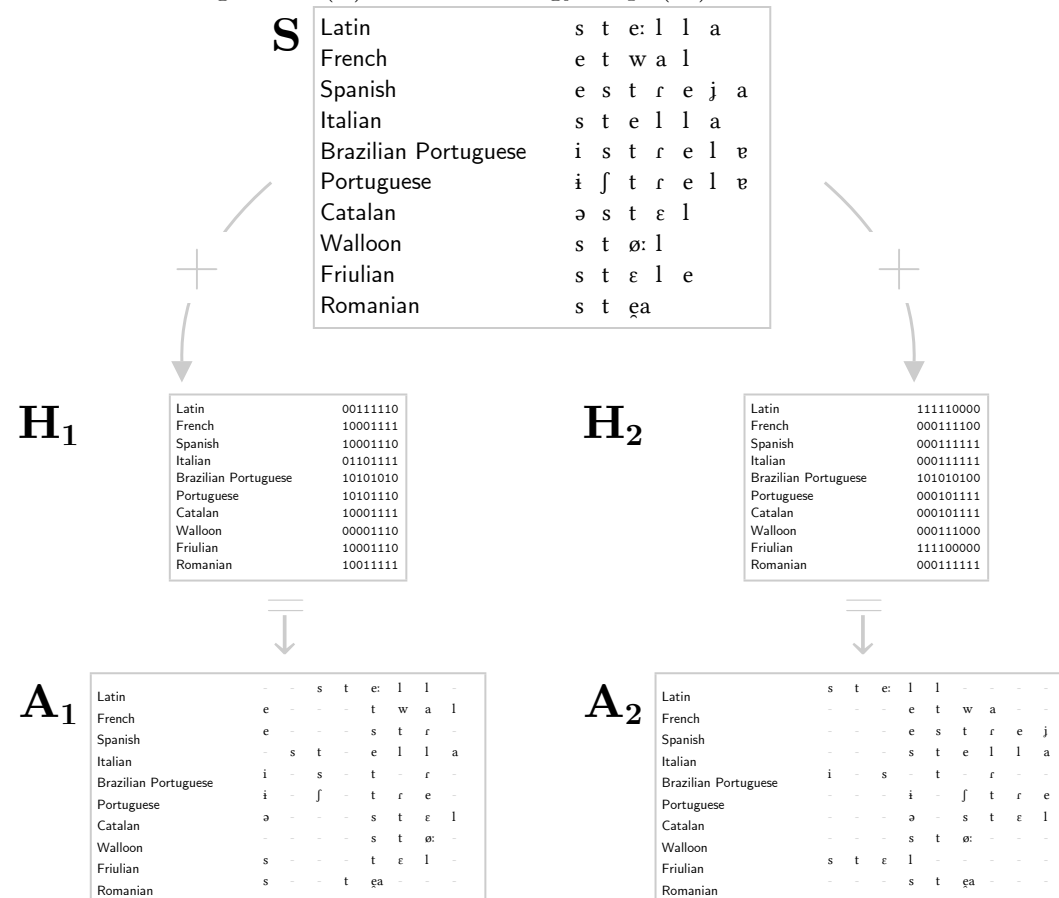 S
Latin s t eː l l a
French e t w a l
Spanish e s t ɾ e ʝ a
Italian s t e l l a
Brazilian Portuguese i s t ɾ e l ɐ
Portuguese ɨ ʃ t ɾ e l ɐ
Catalan ə s t ɛ l
Walloon s t øː l
Friulian s t ɛ l e
Romanian s t e̯a
H₁
Latin 00111110
French 10001111
Spanish 10001110
Italian 01101111
Brazilian Portuguese 10101010
Portuguese 10101110
Catalan 10001111
Walloon 00001110
Friulian 10001110
Romanian 10011111
H₂
Latin 111110000
French 000111100
Spanish 000111111
Italian 000111111
Brazilian Portuguese 101010100
Portuguese 000101111
Catalan 000101111
Walloon 000111000
Friulian 111100000
Romanian 000111111
A₁
Latin - - s t eː l l -
French e - - - t w a l
Spanish e - - - s t ɾ -
Italian - s t - e l l a
Brazilian Portuguese i - s - t - ɾ -
Portuguese ɨ - ʃ - t ɾ e -
Catalan ə - - - s t ɛ l
Walloon - - - - s t øː -
Friulian s - - - t ɛ l -
Romanian s - - t e̯a - - -
A₂
Latin s t eː l l - - - -
French - - - e t w a - -
Spanish - - - e s t ɾ e ʝ
Italian - - - s t e l l a
Brazilian Portuguese i - s - t - ɾ - -
Portuguese - - - ɨ - ʃ t ɾ e
Catalan - - - ə - s t ɛ l
Walloon - - - s t øː - - -
Friulian s t ɛ l - - - - -
Romanian - - - s t e̯a - - -